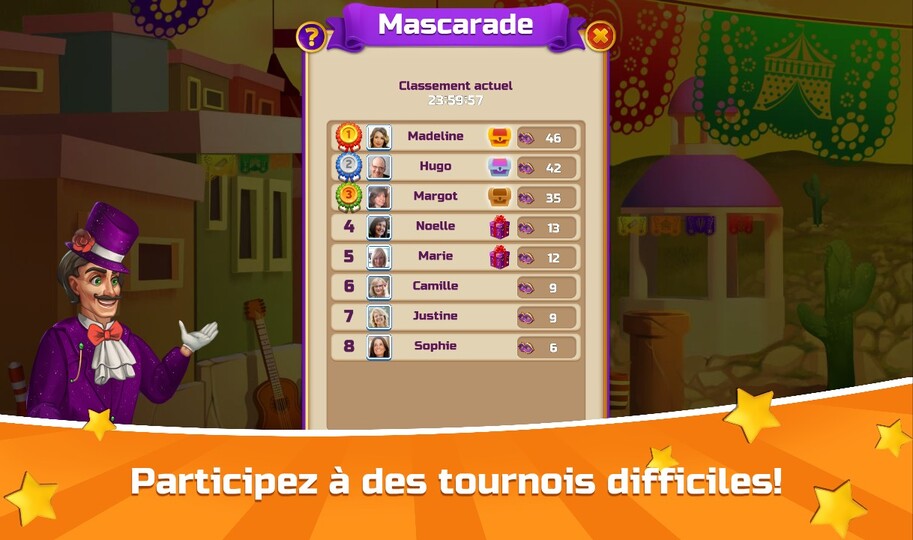 Mascarade
?
Classement actuel
23:59:57
1 Madeline 46
2 Hugo 42
3 Margot 35
4 Noelle 13
5 Marie 12
6 Camille 9
7 Justine 9
8 Sophie 6
Participez à des tournois difficiles!